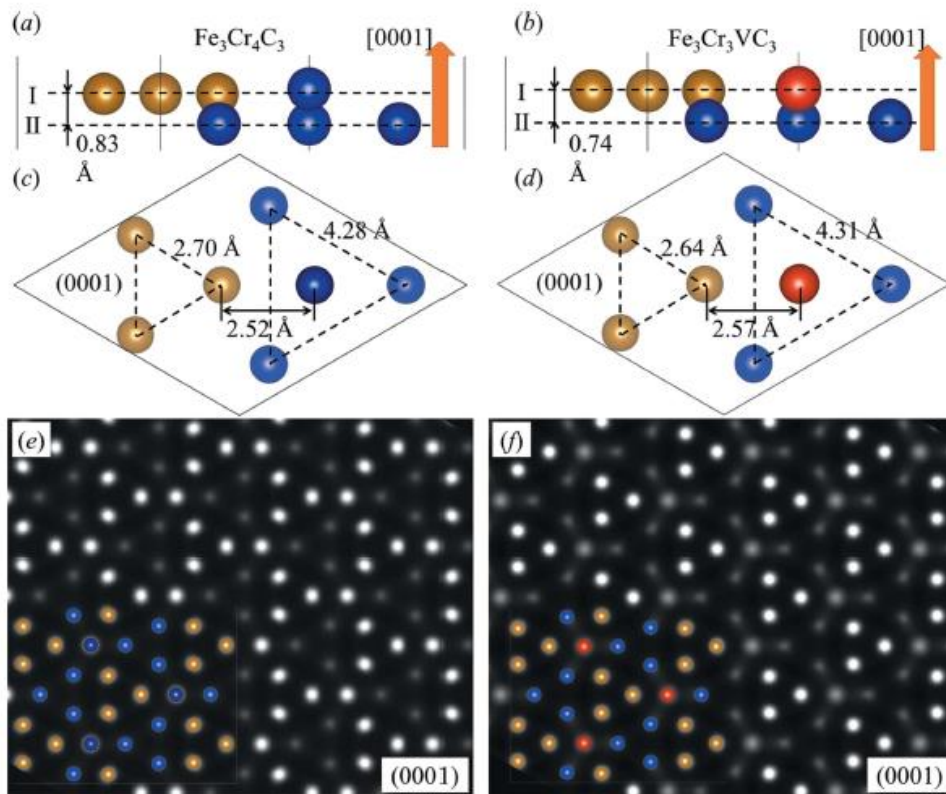 (a) Fe₃Cr₄C₃ [0001]
I
II
0.83
Å
(b) Fe₃Cr₃VC₃ [0001]
I
II
0.74
Å
(c)
2.70 Å
4.28 Å
(0001)
2.52 Å
(d)
2.64 Å
4.31 Å
(0001)
2.57 Å
(e)
(0001)
(f)
(0001)